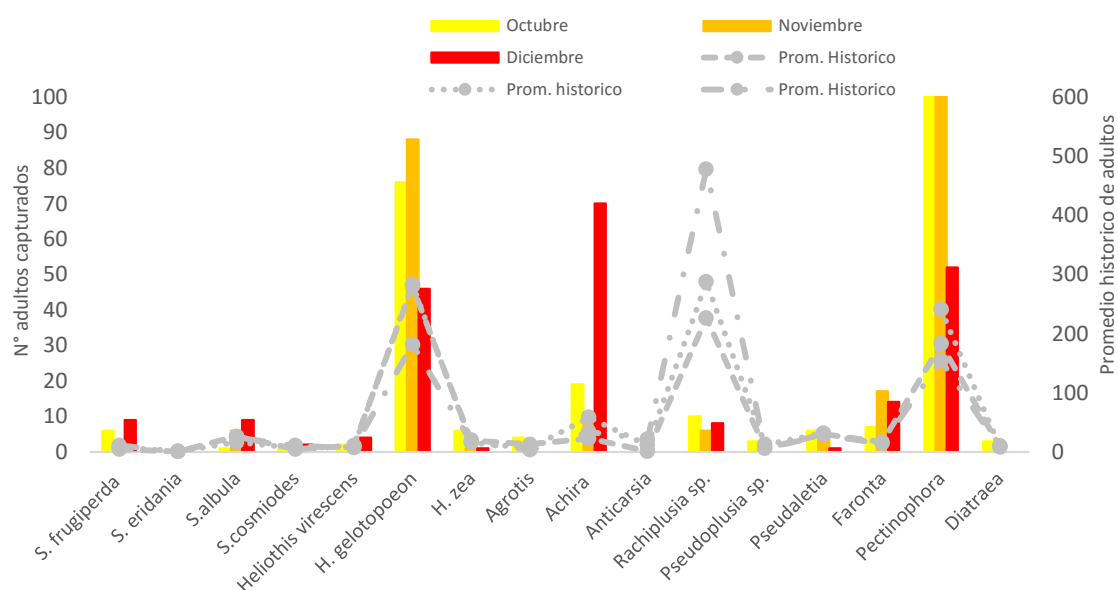 Octubre
Noviembre
Diciembre
Prom. Historico
Prom. historico
Prom. Historico
N° adultos capturados
100
90
80
70
60
50
40
30
20
10
0
Promedio historico de adultos
600
500
400
300
200
100
0
S. frugiperda
S. eridania
S.albula
S.cosmiodes
Heliothis virescens
H. gelotopoeon
H. zea
Agrotis
Achira
Anticarsia
Rachiplusia sp.
Pseudoplusia sp.
Pseudaletia
Faronta
Pectinophora
Diatraea